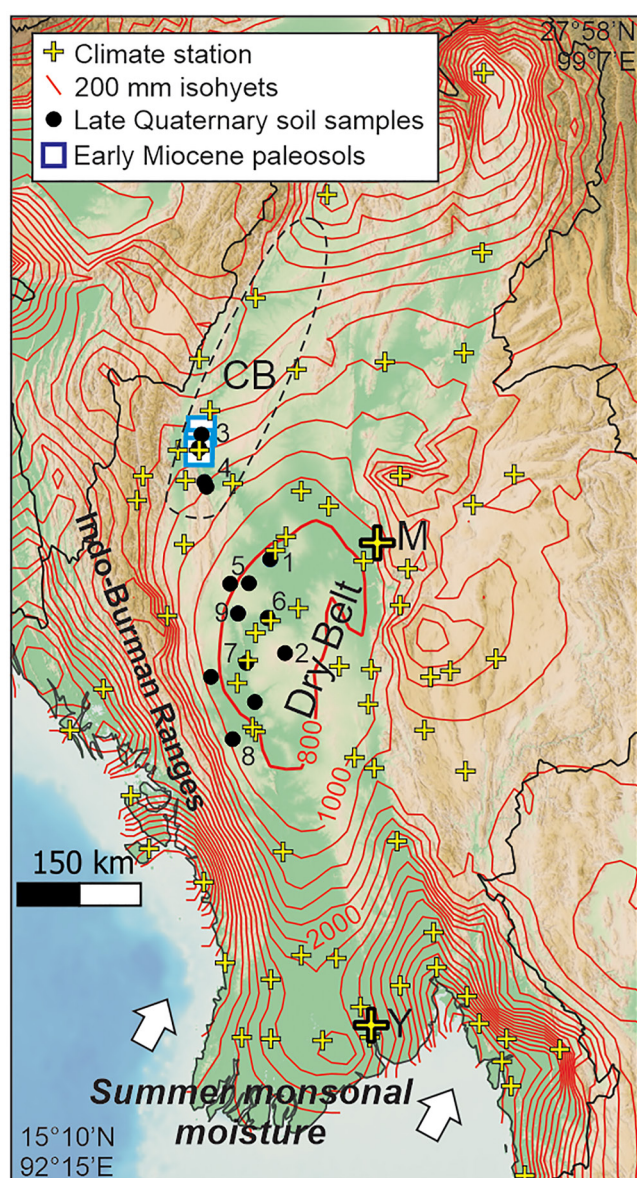 27°58'N
99°7'E
Climate station
200 mm isohyets
Late Quaternary soil samples
Early Miocene paleosols
CB
3
4
Indo-Burman Ranges
M
1
5
6
9
2
7
8
Dry Belt
800
1000
150 km
2000
Y
Summer monsonal
moisture
15°10'N
92°15'E